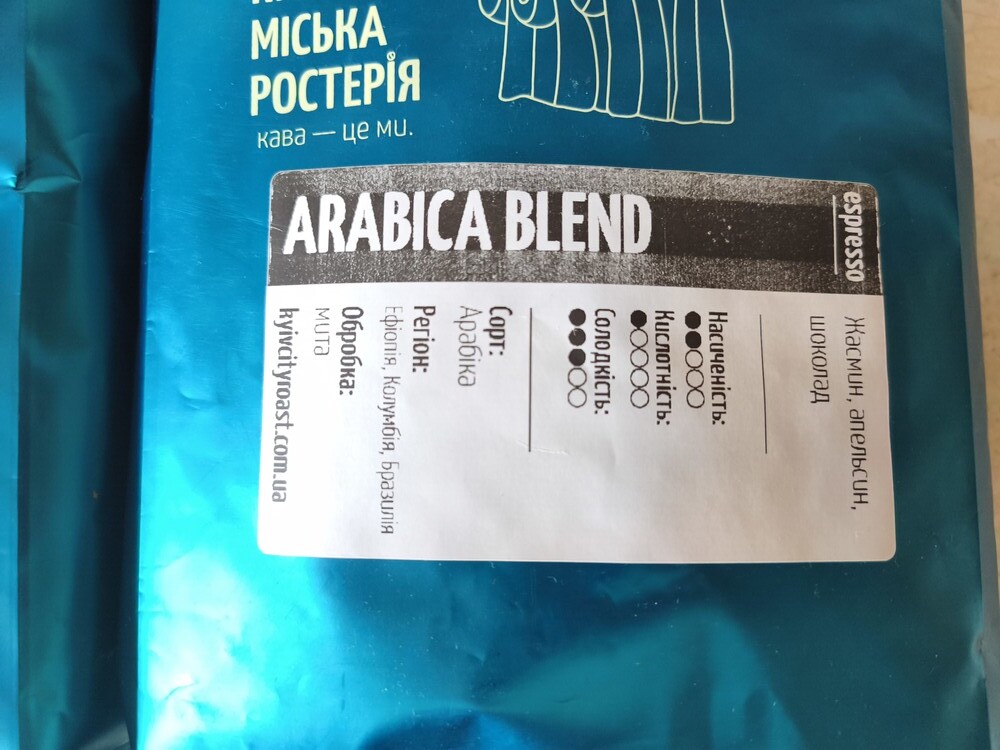 МІСЬКА
РОСТЕРІЯ
кава — це ми.
ARABICA BLEND
espresso
Жасмин, апельсин,
шоколад
Насиченість:
●●○○○
Кислотність:
●○○○○
Солодкість:
●●●○○
Сорт:
Арабіка
Регіон:
Ефіопія, Колумбія, Бразилія
Обробка:
мита
kyivcityroast.com.ua